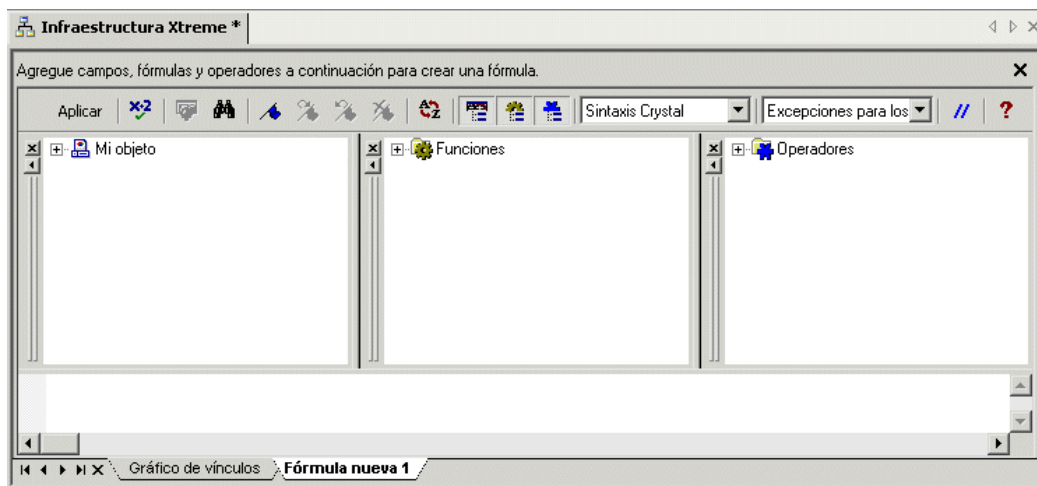 Infraestructura Xtreme *
Agregue campos, fórmulas y operadores a continuación para crear una fórmula.
Aplicar x+2 A Z Sintaxis Crystal Excepciones para los // ?
Mi objeto Funciones Operadores
Gráfico de vínculos Fórmula nueva 1